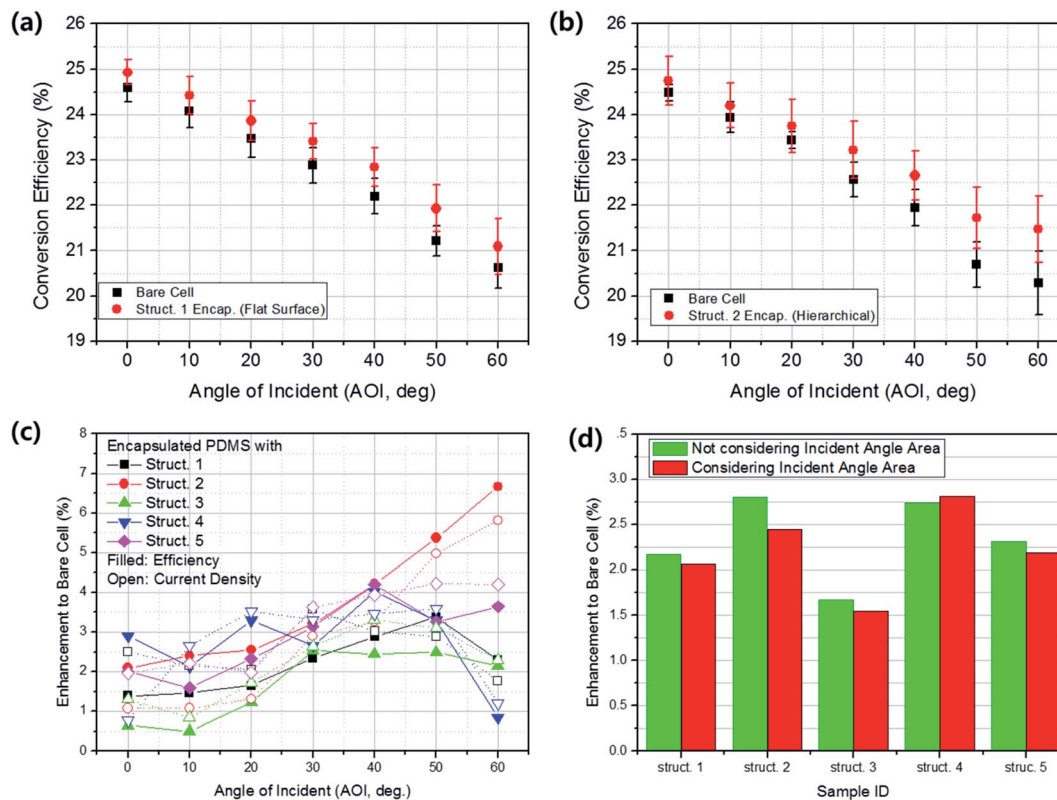 (a)
26
25
24
23
22
21
20
19
Conversion Efficiency (%)
Bare Cell
Struct. 1 Encap. (Flat Surface)
0 10 20 30 40 50 60
Angle of Incident (AOI, deg)
(b)
26
25
24
23
22
21
20
19
Conversion Efficiency (%)
Bare Cell
Struct. 2 Encap. (Hierarchical)
0 10 20 30 40 50 60
Angle of Incident (AOI, deg)
(c)
8
7
6
5
4
3
2
1
0
Enhancement to Bare Cell (%)
Encapsulated PDMS with
Struct. 1
Struct. 2
Struct. 3
Struct. 4
Struct. 5
Filled: Efficiency
Open: Current Density
0 10 20 30 40 50 60
Angle of Incident (AOI, deg.)
(d)
.5
3.0
2.5
2.0
1.5
1.0
0.5
0.0
Enhancement to Bare Cell (%)
Not considering Incident Angle Area
Considering Incident Angle Area
struct. 1 struct. 2 struct. 3 struct. 4 struct. 5
Sample ID